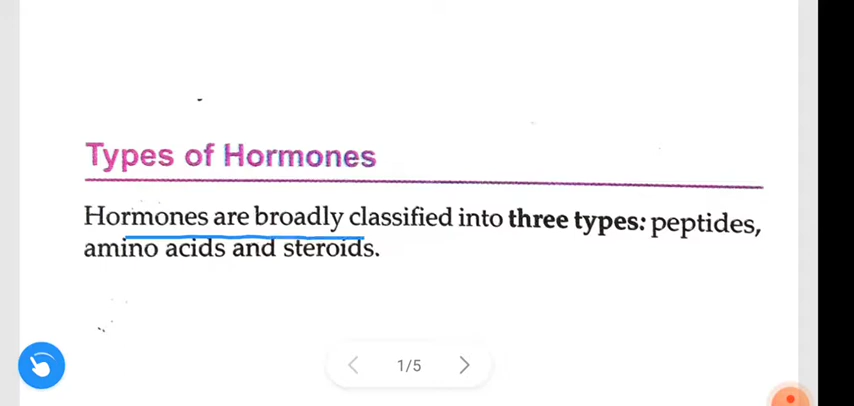 Types of Hormones
Hormones are broadly classified into three types: peptides,
amino acids and steroids.
1/5